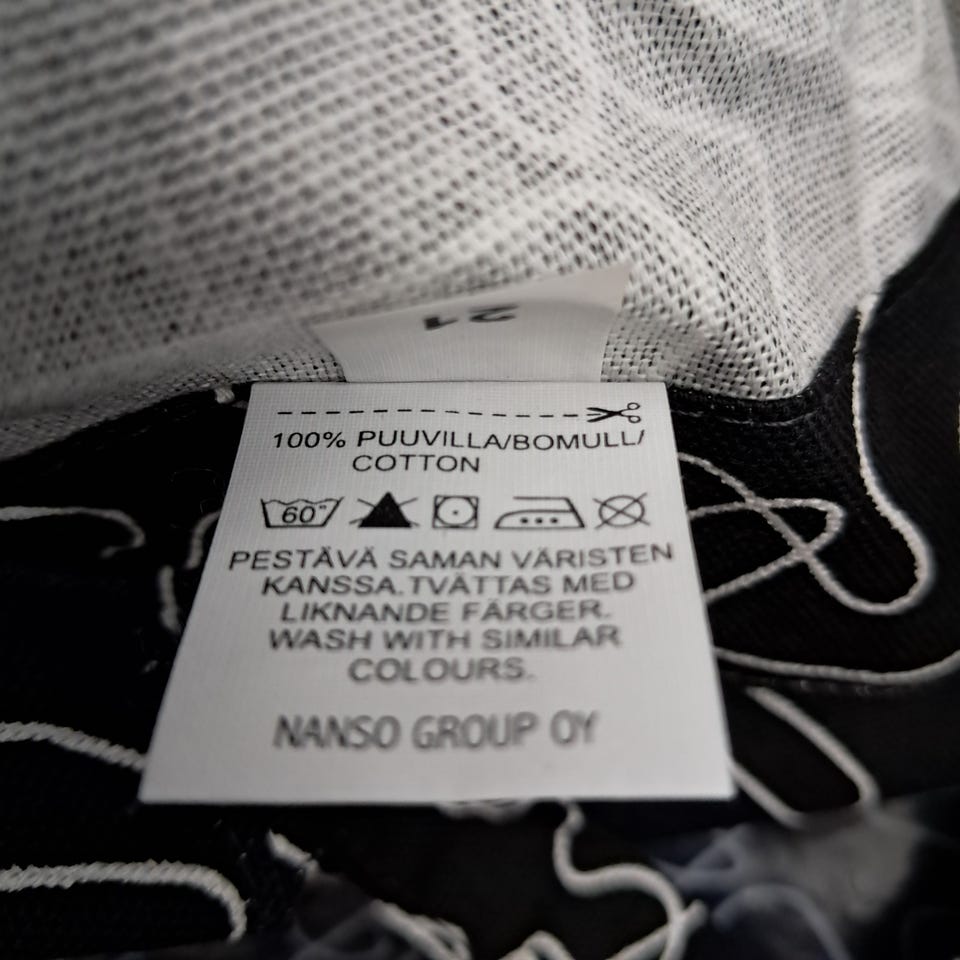 21
100% PUUVILLA/BOMULL/
COTTON
60°
PESTÄVÄ SAMAN VÄRISTEN
KANSSA.TVÄTTAS MED
LIKNANDE FÄRGER.
WASH WITH SIMILAR
COLOURS.
NANSO GROUP OY